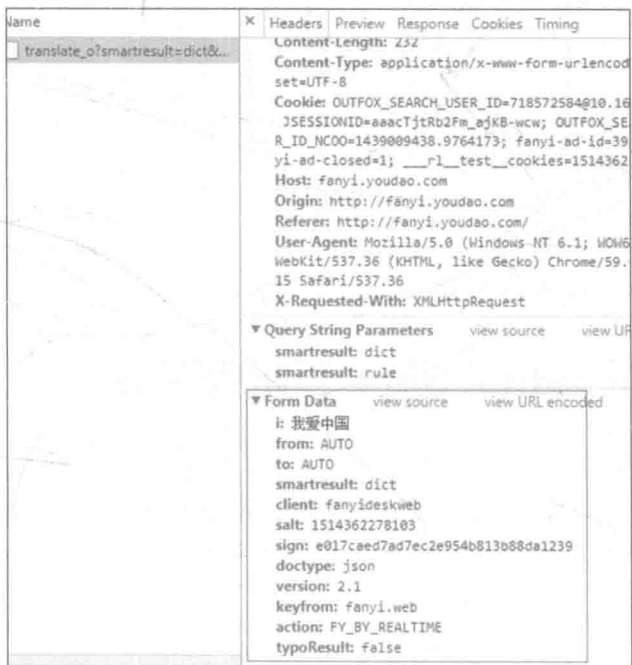 Name
translate_o?smartresult=dict&...
× Headers Preview Response Cookies Timing
Content-Length: 232
Content-Type: application/x-www-form-urlencod
set=UTF-8
Cookie: OUTFOX_SEARCH_USER_ID=718572584@10.16
JSESSIONID=aaacTjtRb2Fm_ajKB-wcw; OUTFOX_SE
R_ID_NCOO=1439009438.9764173; fanyi-ad-id=39
yi-ad-closed=1; ___rl__test__cookies=1514362
Host: fanyi.youdao.com
Origin: http://fanyi.youdao.com
Referer: http://fanyi.youdao.com/
User-Agent: Mozilla/5.0 (Windows NT 6.1; WOW6
WebKit/537.36 (KHTML, like Gecko) Chrome/59.
15 Safari/537.36
X-Requested-With: XMLHttpRequest
▼ Query String Parameters view source view UR
smartresult: dict
smartresult: rule
▼ Form Data view source view URL encoded
i: 我爱中国
from: AUTO
to: AUTO
smartresult: dict
client: fanyideskweb
salt: 1514362278103
sign: e017caed7ad7ec2e954b813b88da1239
doctype: json
version: 2.1
keyfrom: fanyi.web
action: FY_BY_REALTIME
typoResult: false